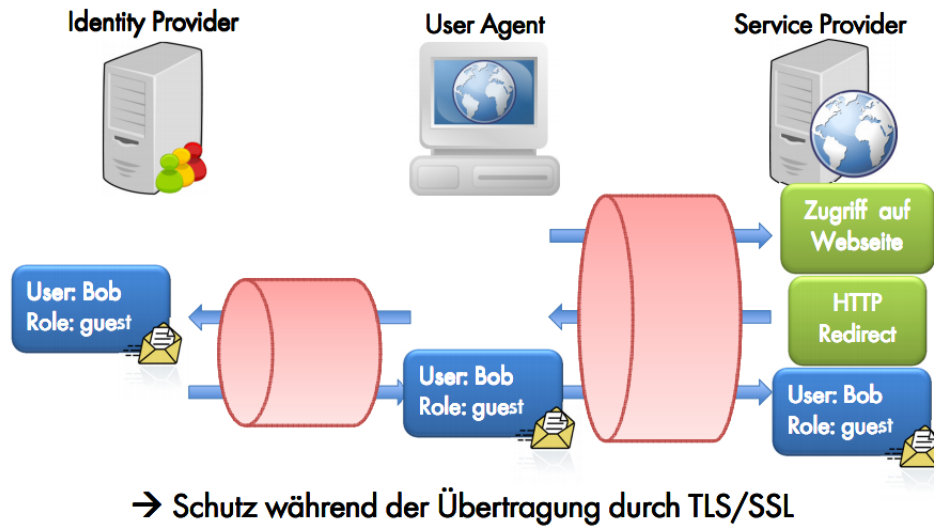 Identity Provider
User Agent
Service Provider
Zugriff auf
Webseite
User: Bob
Role: guest
HTTP
Redirect
User: Bob
Role: guest
User: Bob
Role: guest
→ Schutz während der Übertragung durch TLS/SSL